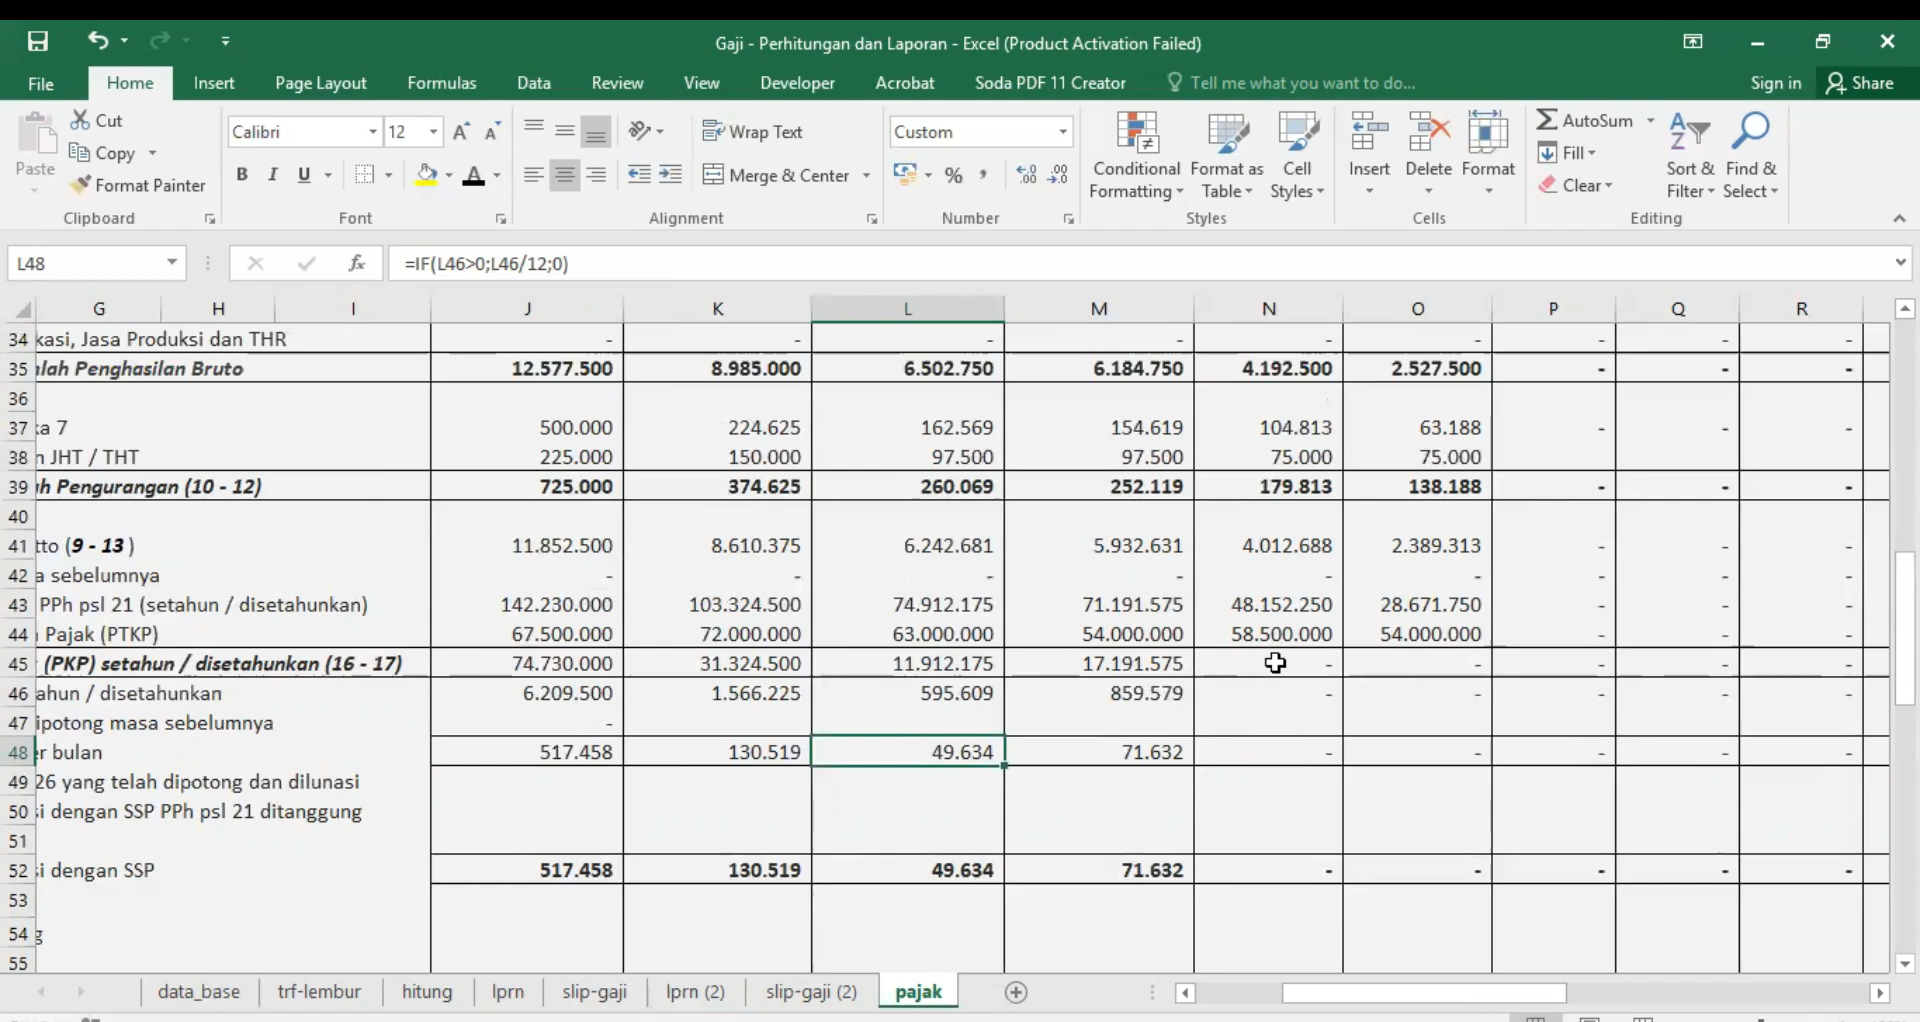 Gaji - Perhitungan dan Laporan - Excel (Product Activation Failed)
File Home Insert Page Layout Formulas Data Review View Developer Acrobat Soda PDF 11 Creator Tell me what you want to do... Sign in Share
Paste Cut Copy Format Painter
Calibri 12 B I U
Wrap Text Merge & Center
Custom %
Conditional Formatting Format as Table Cell Styles
Insert Delete Format
AutoSum Fill Clear Sort & Filter Find & Select
Clipboard Font Alignment Number Styles Cells Editing
L48 fx =IF(L46>0;L46/12;0)
G H I J K L M N O P Q R
34 kasi, Jasa Produksi dan THR - - - - - - - - -
35 ılah Penghasilan Bruto 12.577.500 8.985.000 6.502.750 6.184.750 4.192.500 2.527.500 - - -
36
37 ka 7 500.000 224.625 162.569 154.619 104.813 63.188 - - -
38 n JHT / THT 225.000 150.000 97.500 97.500 75.000 75.000
39 h Pengurangan (10 - 12) 725.000 374.625 260.069 252.119 179.813 138.188 - - -
40
41 tto (9 - 13 ) 11.852.500 8.610.375 6.242.681 5.932.631 4.012.688 2.389.313 - - -
42 a sebelumnya - - - - - - - - -
43 PPh psl 21 (setahun / disetahunkan) 142.230.000 103.324.500 74.912.175 71.191.575 48.152.250 28.671.750 - - -
44 Pajak (PTKP) 67.500.000 72.000.000 63.000.000 54.000.000 58.500.000 54.000.000 - - -
45 (PKP) setahun / disetahunkan (16 - 17) 74.730.000 31.324.500 11.912.175 17.191.575 - - - - -
46 ahun / disetahunkan 6.209.500 1.566.225 595.609 859.579 - - - - -
47 ipotong masa sebelumnya -
48 er bulan 517.458 130.519 49.634 71.632 - - - - -
49 26 yang telah dipotong dan dilunasi
50 i dengan SSP PPh psl 21 ditanggung
51
52 i dengan SSP 517.458 130.519 49.634 71.632 - - - - -
53
54 g
55
data_base trf-lembur hitung lprn slip-gaji lprn (2) slip-gaji (2) pajak